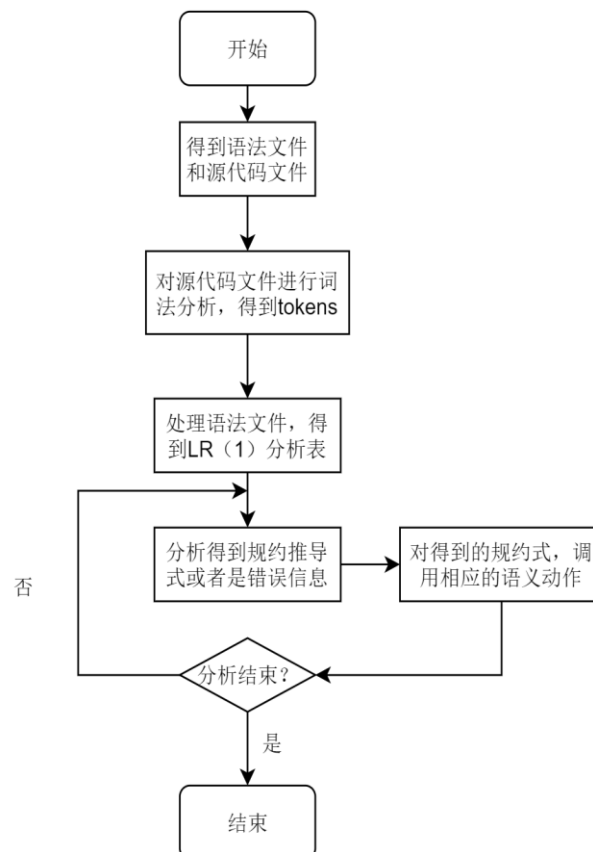 开始
得到语法文件
和源代码文件
对源代码文件进行词
法分析，得到tokens
处理语法文件，得
到LR（1）分析表
分析得到规约推导
式或者是错误信息
对得到的规约式，调
用相应的语义动作
否
分析结束？
是
结束